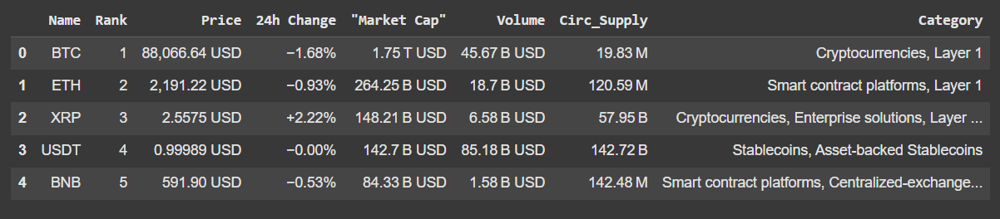 Name Rank Price 24h Change "Market Cap" Volume Circ_Supply Category
0 BTC 1 88,066.64 USD −1.68% 1.75 T USD 45.67 B USD 19.83 M Cryptocurrencies, Layer 1
1 ETH 2 2,191.22 USD −0.93% 264.25 B USD 18.7 B USD 120.59 M Smart contract platforms, Layer 1
2 XRP 3 2.5575 USD +2.22% 148.21 B USD 6.58 B USD 57.95 B Cryptocurrencies, Enterprise solutions, Layer ...
3 USDT 4 0.99989 USD −0.00% 142.7 B USD 85.18 B USD 142.72 B Stablecoins, Asset-backed Stablecoins
4 BNB 5 591.90 USD −0.53% 84.33 B USD 1.58 B USD 142.48 M Smart contract platforms, Centralized-exchange...